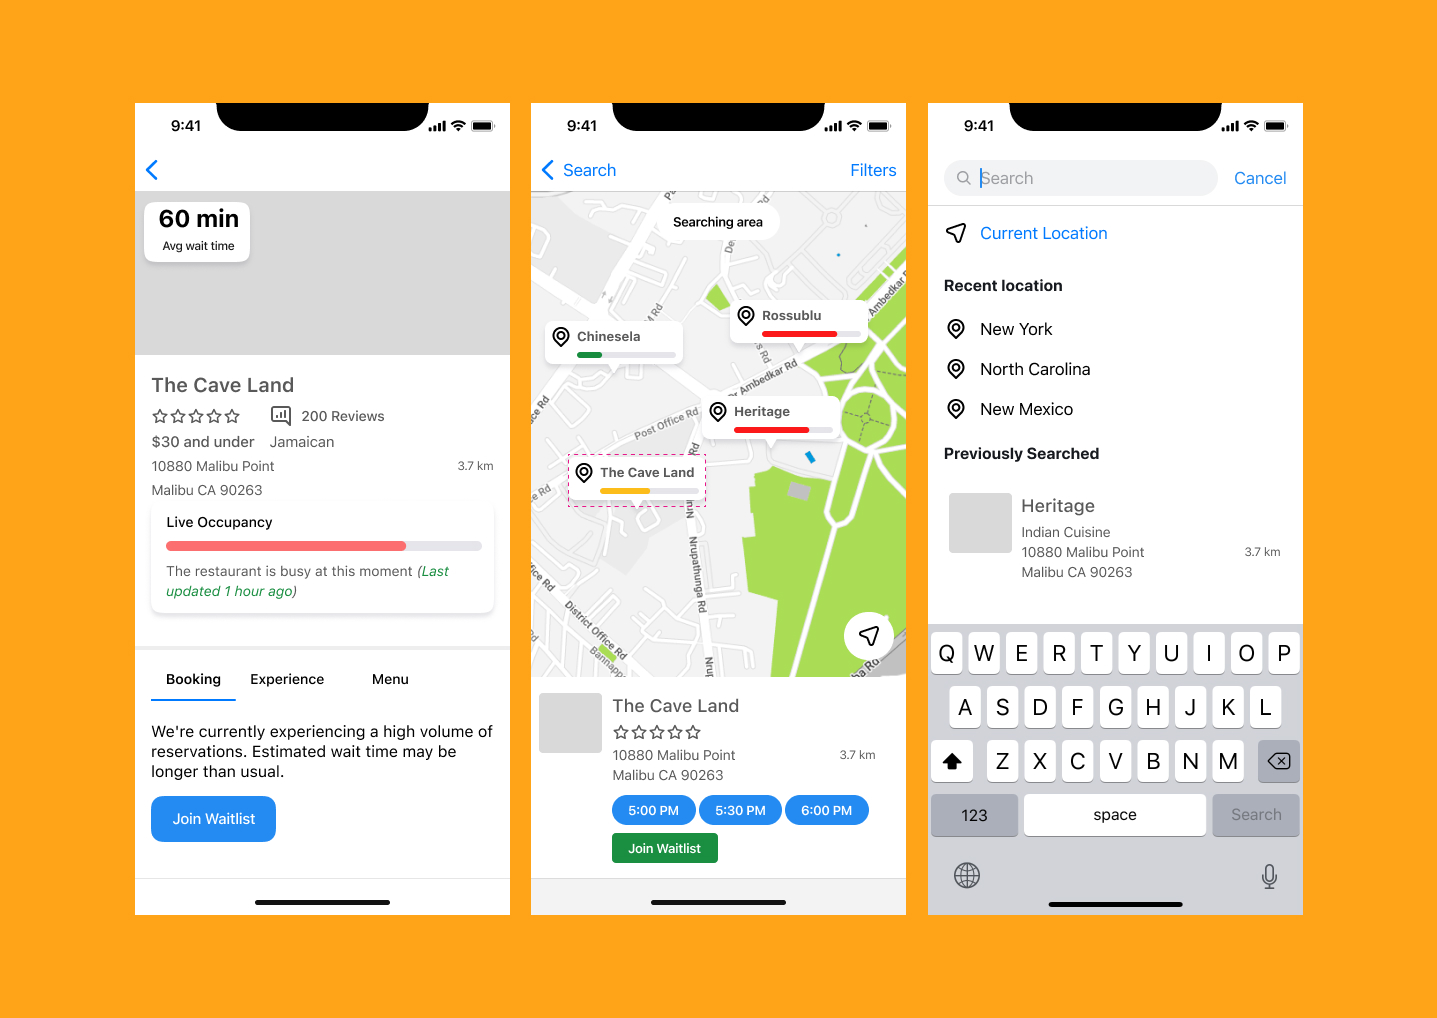 9:41
60 min
Avg wait time
The Cave Land
200 Reviews
$30 and under Jamaican
10880 Malibu Point 3.7 km
Malibu CA 90263
Live Occupancy
The restaurant is busy at this moment (Last
updated 1 hour ago)
Booking Experience Menu
We're currently experiencing a high volume of
reservations. Estimated wait time may be
longer than usual.
Join Waitlist
9:41
Search Filters
Searching area
Rossublu
Chinesela
Ambedkar
Rd
Ambedkar Rd
Heritage
Post Office Rd
Rd
The Cave Land
Rd
Nrupathunga Rd
District Office Rd
The Cave Land
10880 Malibu Point 3.7 km
Malibu CA 90263
5:00 PM 5:30 PM 6:00 PM
Join Waitlist
9:41
Search Cancel
Current Location
Recent location
New York
North Carolina
New Mexico
Previously Searched
Heritage
Indian Cuisine
10880 Malibu Point 3.7 km
Malibu CA 90263
Q W E R T Y U I O P
A S D F G H J K L
Z X C V B N M
123 space Search